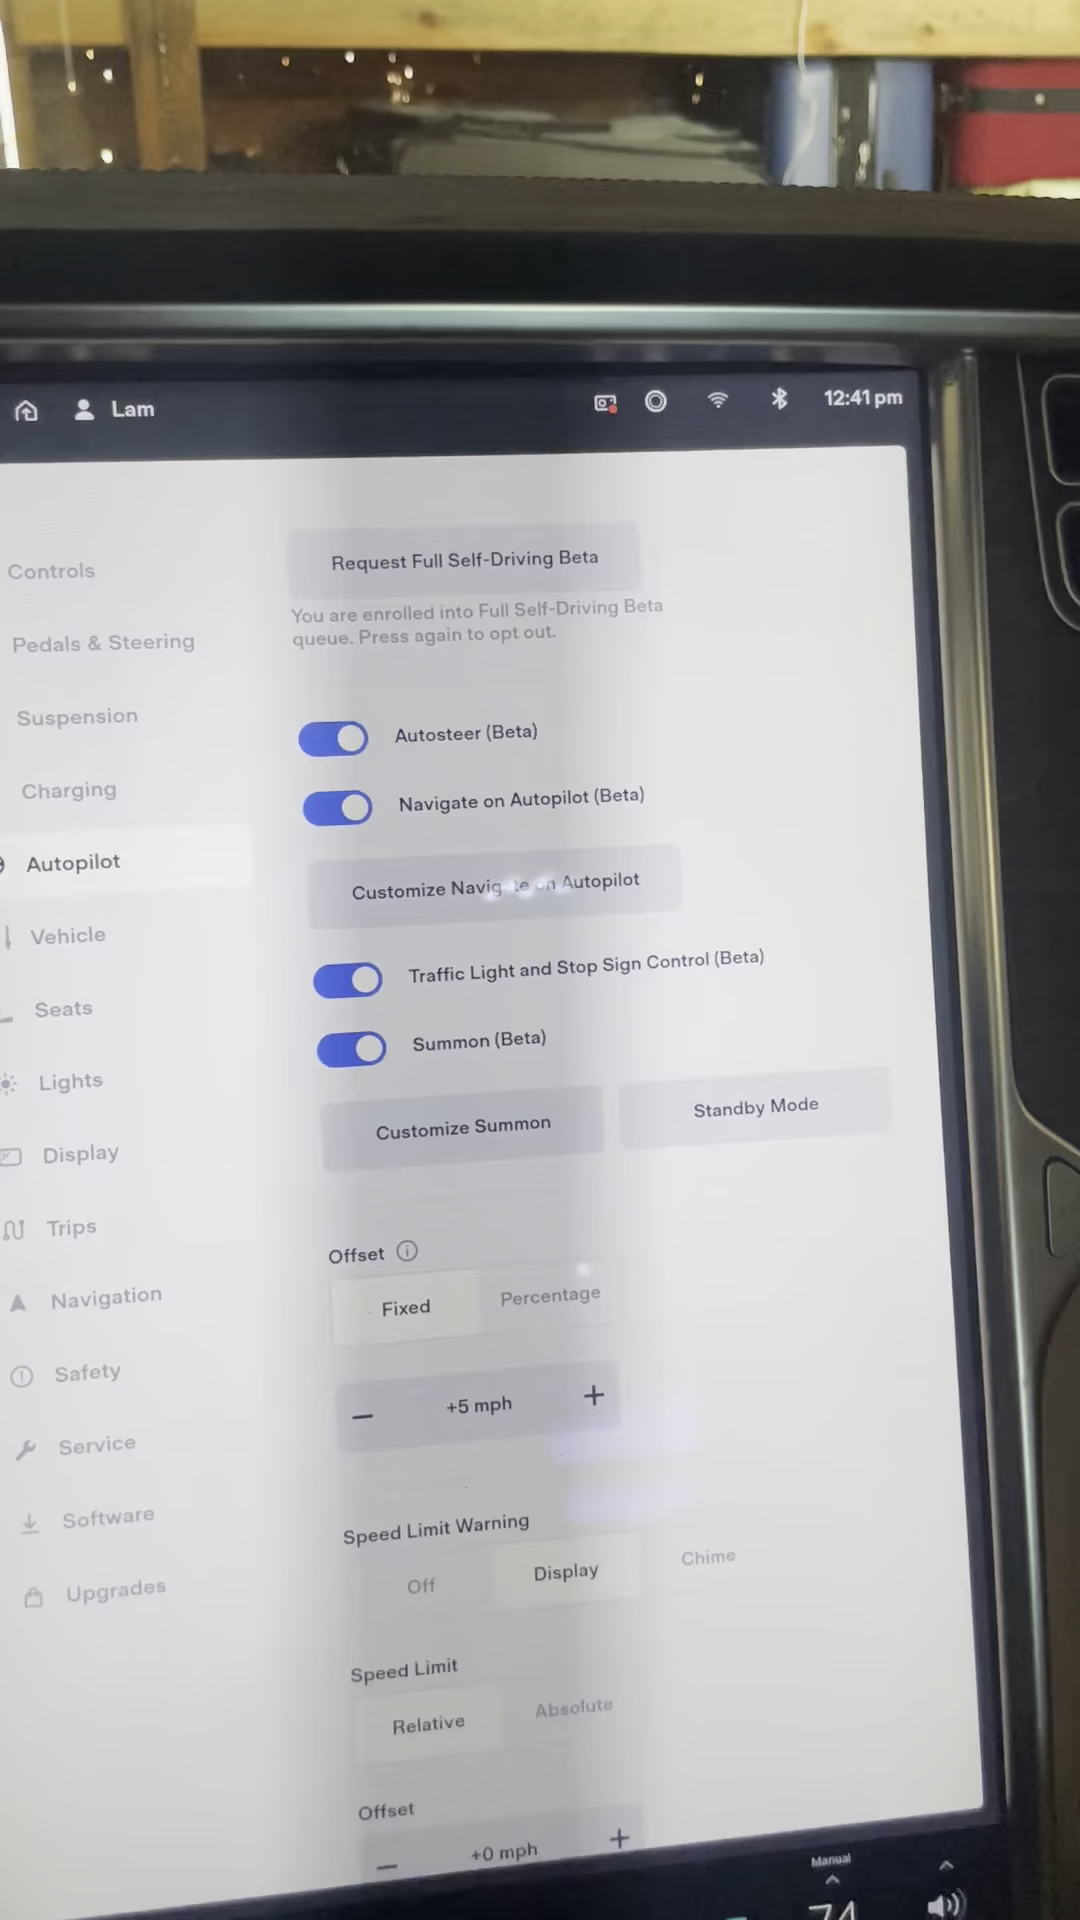 Lam
12:41 pm
Controls
Pedals & Steering
Suspension
Charging
Autopilot
Vehicle
Seats
Lights
Display
Trips
Navigation
Safety
Service
Software
Upgrades
Request Full Self-Driving Beta
You are enrolled into Full Self-Driving Beta
queue. Press again to opt out.
Autosteer (Beta)
Navigate on Autopilot (Beta)
Customize Navigate on Autopilot
Traffic Light and Stop Sign Control (Beta)
Summon (Beta)
Customize Summon
Standby Mode
Offset
Fixed
Percentage
− +5 mph +
Speed Limit Warning
Off
Display
Chime
Speed Limit
Relative
Absolute
Offset
− +0 mph +
Manual
74